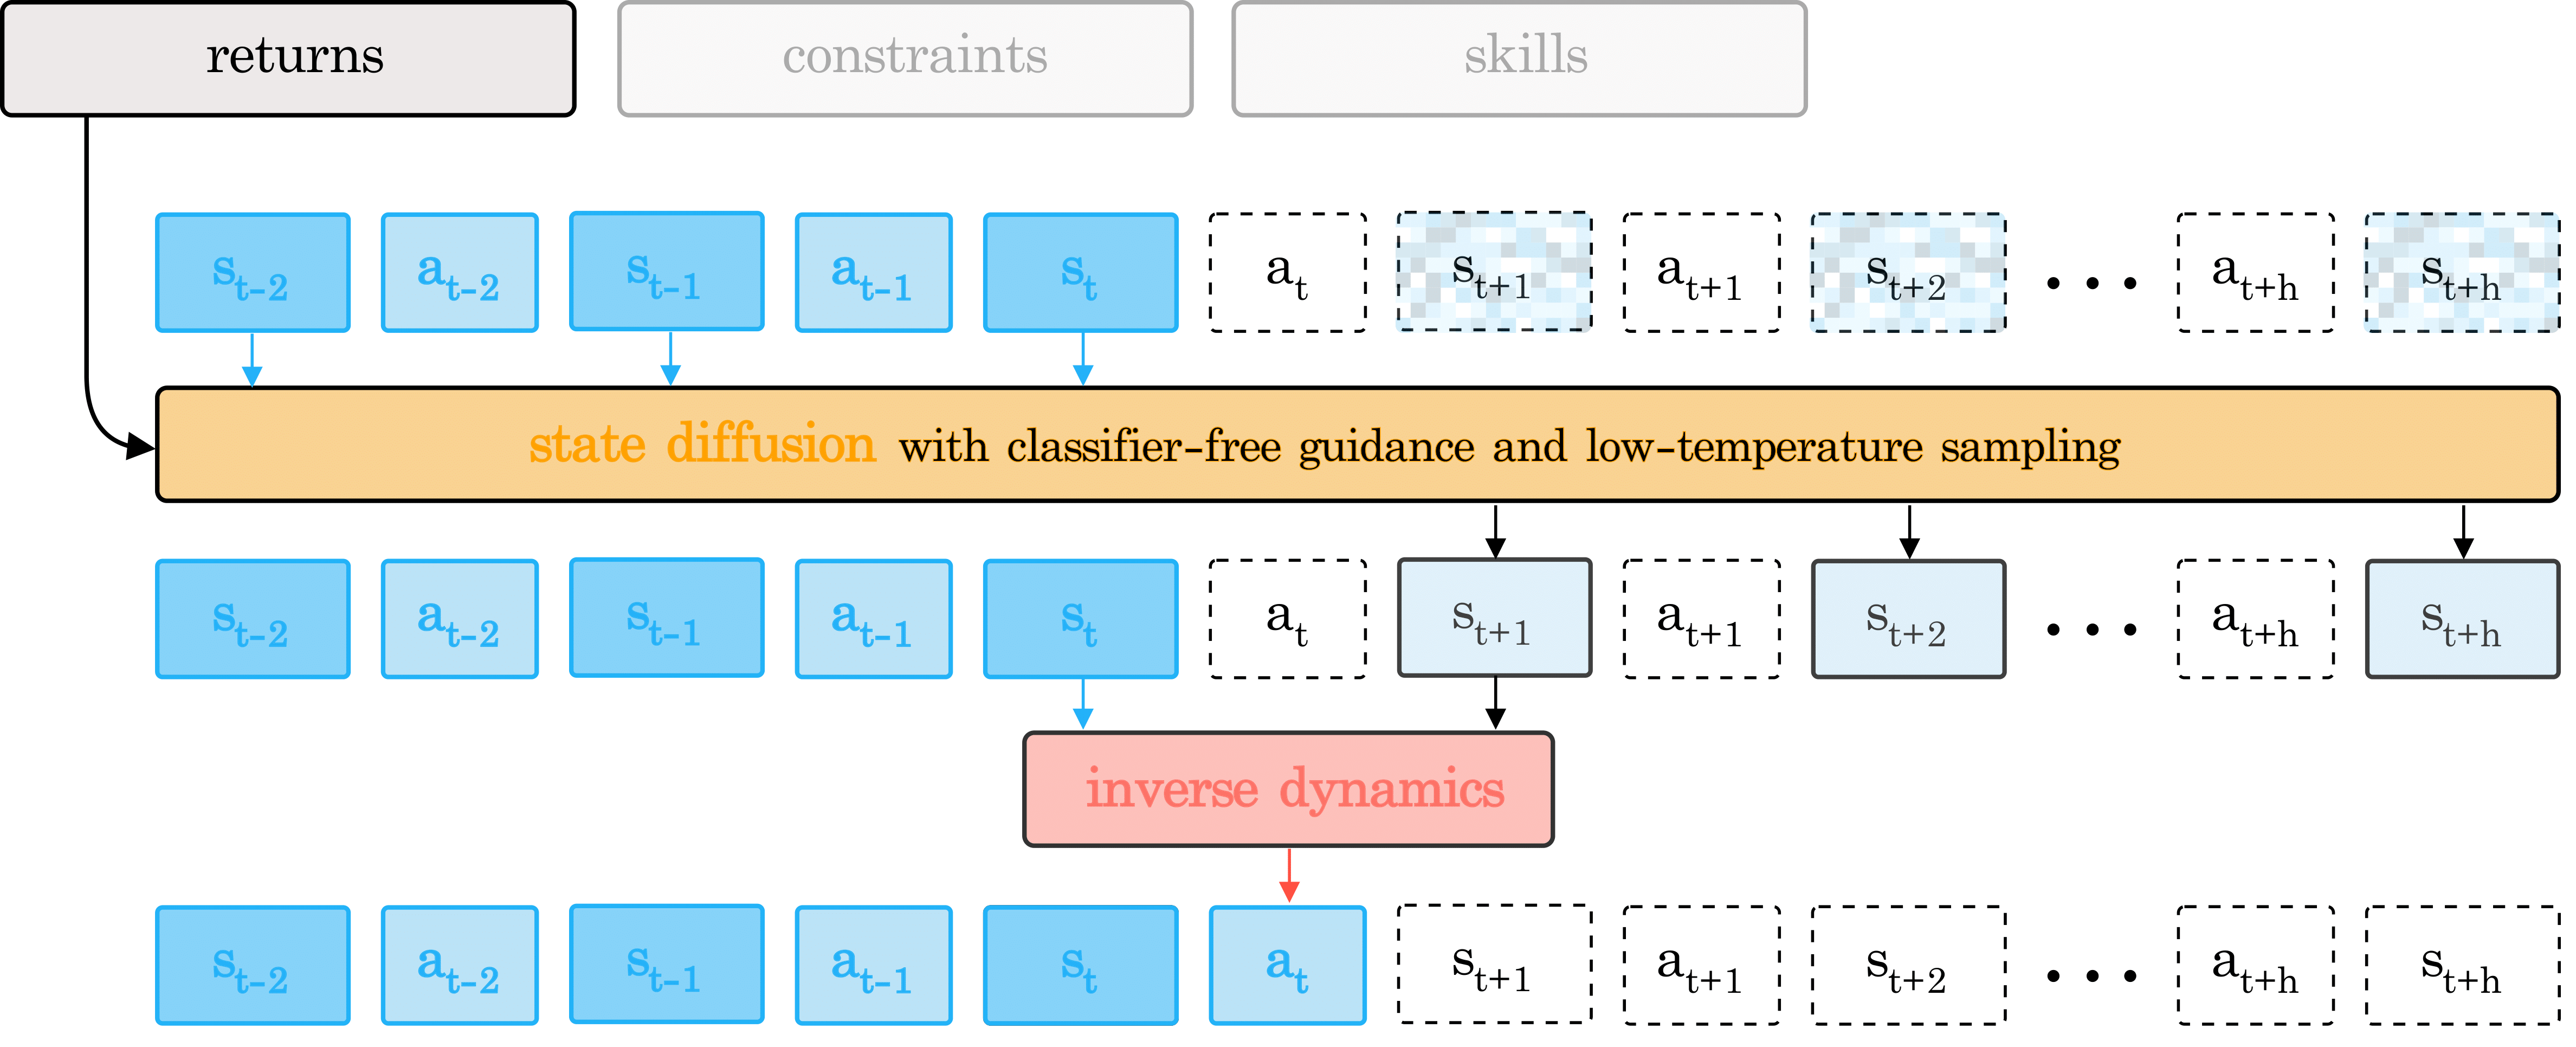 returns constraints skills
s_{t-2} a_{t-2} s_{t-1} a_{t-1} s_t a_t s_{t+1} a_{t+1} s_{t+2} ... a_{t+h} s_{t+h}
state diffusion with classifier-free guidance and low-temperature sampling
s_{t-2} a_{t-2} s_{t-1} a_{t-1} s_t a_t s_{t+1} a_{t+1} s_{t+2} ... a_{t+h} s_{t+h}
inverse dynamics
s_{t-2} a_{t-2} s_{t-1} a_{t-1} s_t a_t s_{t+1} a_{t+1} s_{t+2} ... a_{t+h} s_{t+h}